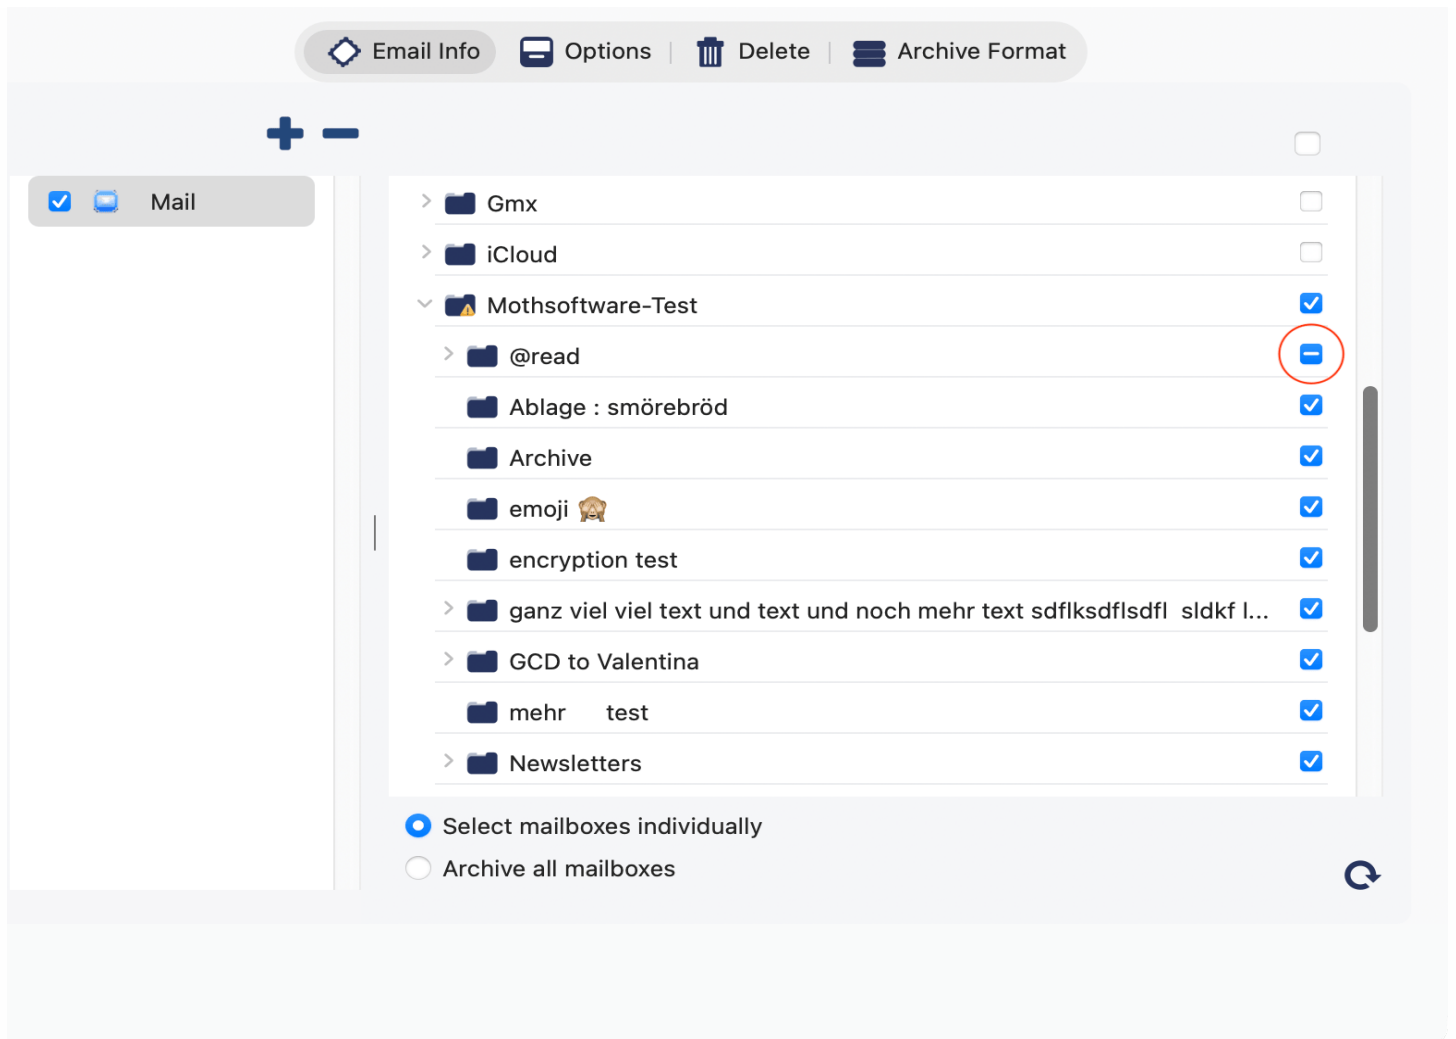 Email Info Options Delete Archive Format
Mail
Gmx
iCloud
Mothsoftware-Test
@read
Ablage : smörebröd
Archive
emoji 🙈
encryption test
ganz viel viel text und text und noch mehr text sdflksdflsdfl sldkf l...
GCD to Valentina
mehr test
Newsletters
Select mailboxes individually
Archive all mailboxes